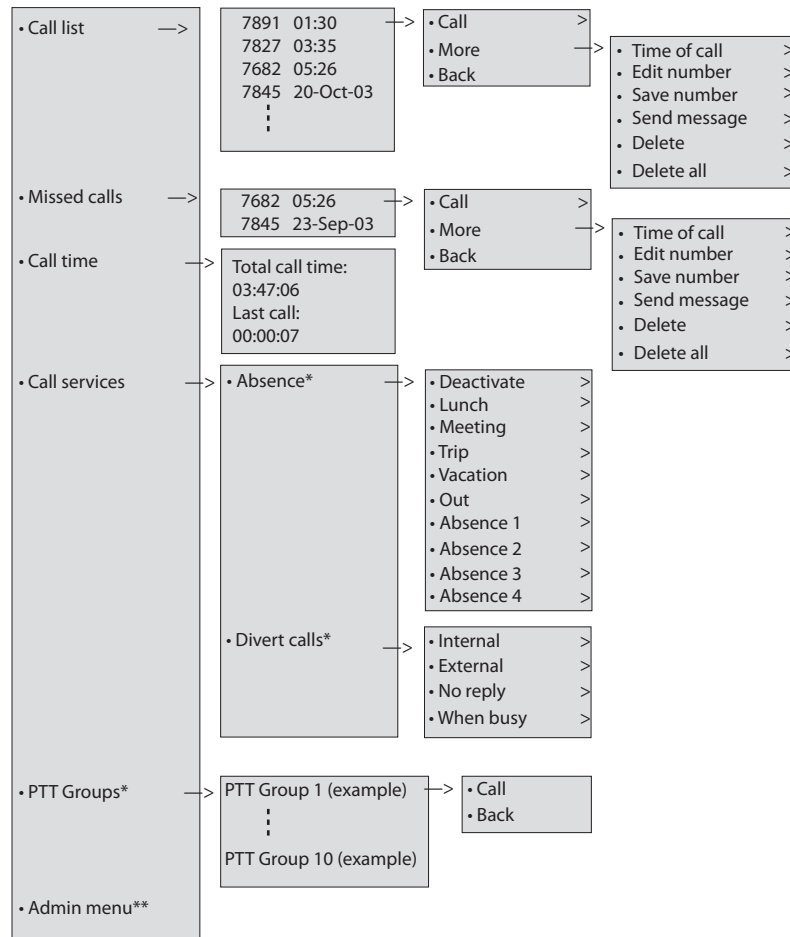 • Call list —>
7891 01:30 —>
7827 03:35
7682 05:26
7845 20-Oct-03
• Call >
• More —>
• Back
• Time of call >
• Edit number >
• Save number >
• Send message >
• Delete >
• Delete all >
• Missed calls —>
7682 05:26 —>
7845 23-Sep-03
• Call >
• More —>
• Back
• Time of call >
• Edit number >
• Save number >
• Send message >
• Delete >
• Delete all >
• Call time —>
Total call time:
03:47:06
Last call:
00:00:07
• Call services —>
• Absence* —>
• Deactivate >
• Lunch >
• Meeting >
• Trip >
• Vacation >
• Out >
• Absence 1 >
• Absence 2 >
• Absence 3 >
• Absence 4 >
• Divert calls* —>
• Internal >
• External >
• No reply >
• When busy >
• PTT Groups* —>
PTT Group 1 (example) —>
PTT Group 10 (example)
• Call
• Back
• Admin menu**